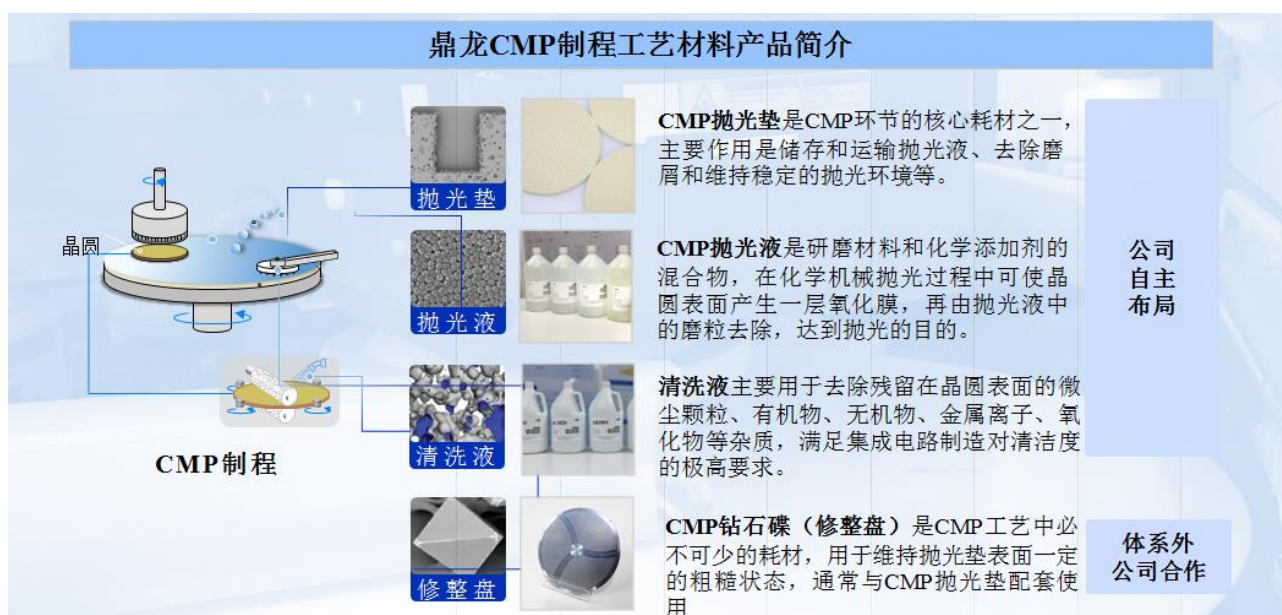 鼎龙CMP制程工艺材料产品简介
晶圆
CMP制程
抛光垫
CMP抛光垫是CMP环节的核心耗材之一，
主要作用是储存和运输抛光液、去除磨
屑和维持稳定的抛光环境等。
抛光液
CMP抛光液是研磨材料和化学添加剂的
混合物，在化学机械抛光过程中可使晶
圆表面产生一层氧化膜，再由抛光液中
的磨粒去除，达到抛光的目的。
清洗液
清洗液主要用于去除残留在晶圆表面的微
尘颗粒、有机物、无机物、金属离子、氧
化物等杂质，满足集成电路制造对清洁度
的极高要求。
修整盘
CMP钻石碟（修整盘）是CMP工艺中必
不可少的耗材，用于维持抛光垫表面一定
的粗糙状态，通常与CMP抛光垫配套使
用
公司
自主
布局
体系外
公司合作